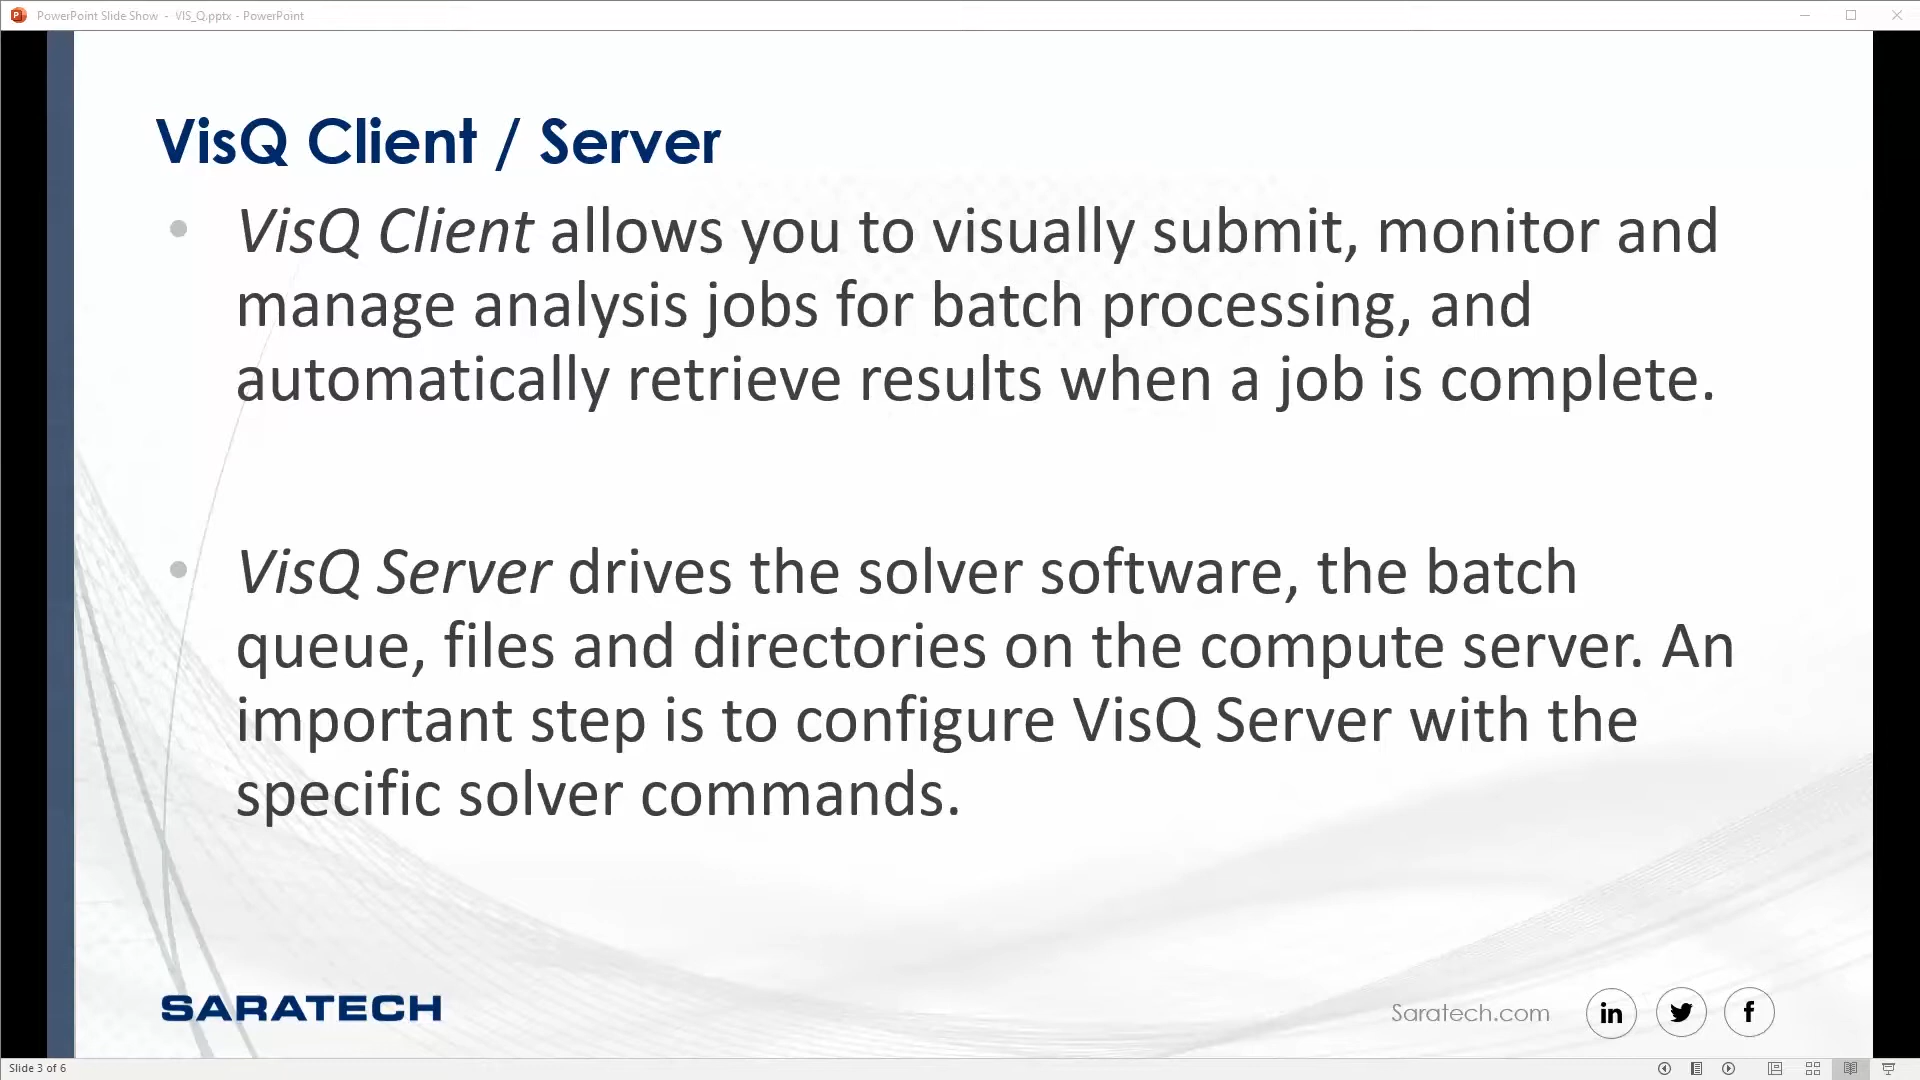 PowerPoint Slide Show - VIS_Q.pptx - PowerPoint
VisQ Client / Server
• VisQ Client allows you to visually submit, monitor and
manage analysis jobs for batch processing, and
automatically retrieve results when a job is complete.
• VisQ Server drives the solver software, the batch
queue, files and directories on the compute server. An
important step is to configure VisQ Server with the
specific solver commands.
SARATECH
Saratech.com
in
f
Slide 3 of 6